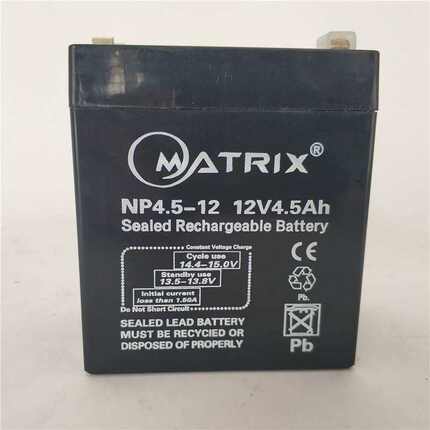 MATRIX®
NP4.5-12 12V4.5Ah
Sealed Rechargeable Battery
Constant Voltage Charge
Cycle use
14.4-15.0V
Standby use
13.5-13.8V
Initial current
less than 1.50A
Do Not Short Circuit
CE
Pb.
SEALED LEAD BATTERY
MUST BE RECYCLED OR
DISPOSED OF PROPERLY
Pb